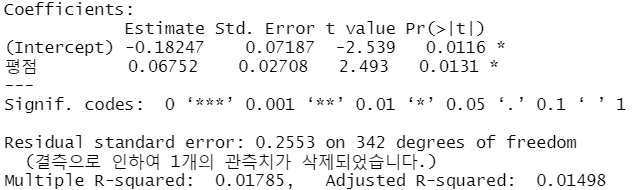 Coefficients:
            Estimate Std. Error t value Pr(>|t|)
(Intercept) -0.18247    0.07187  -2.539   0.0116 *
평점         0.06752    0.02708   2.493   0.0131 *
---
Signif. codes:  0 ‘***’ 0.001 ‘**’ 0.01 ‘*’ 0.05 ‘.’ 0.1 ‘ ’ 1
Residual standard error: 0.2553 on 342 degrees of freedom
  (결측으로 인하여 1개의 관측치가 삭제되었습니다.)
Multiple R-squared:  0.01785,	Adjusted R-squared:  0.01498